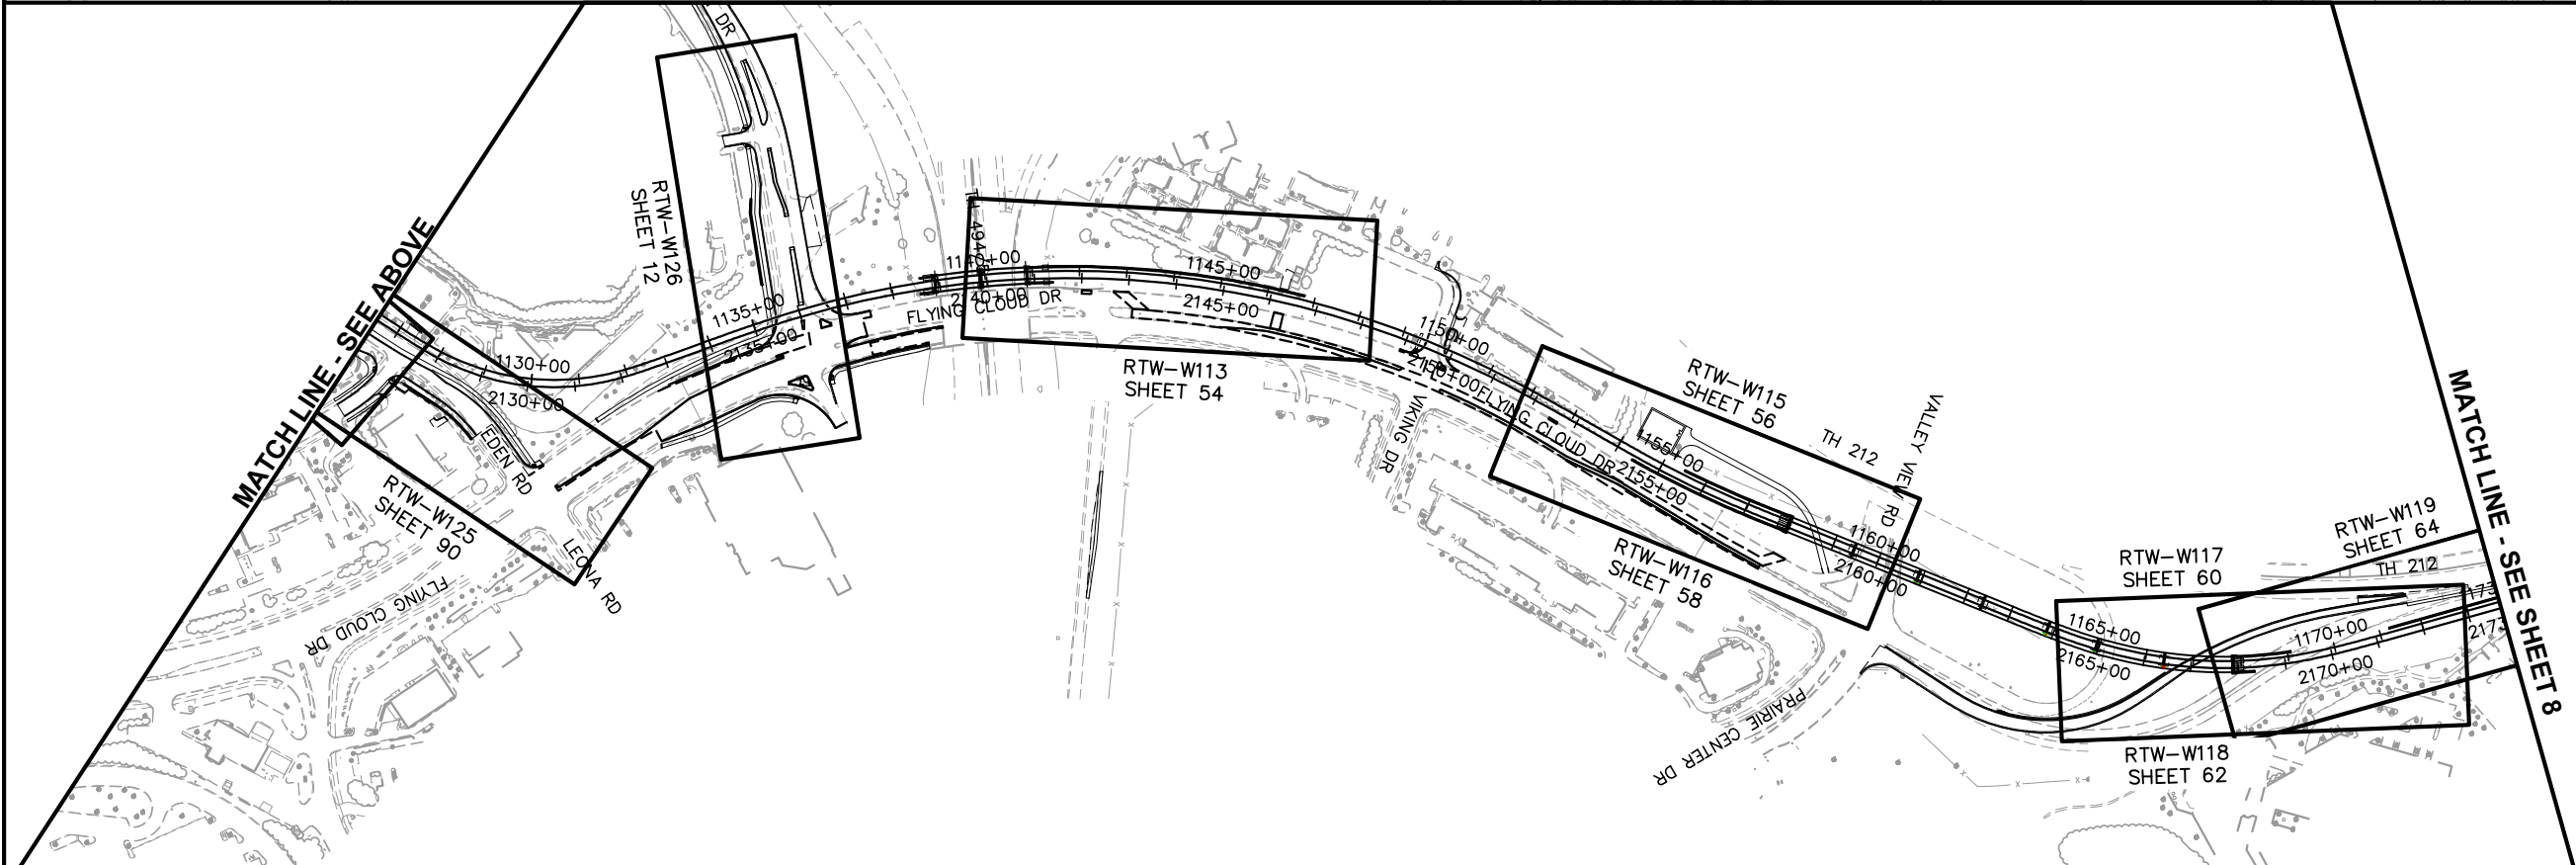 DR
MATCH LINE - SEE ABOVE
RTW-W126
SHEET 12
1130+00
2130+00
EDEN RD
RTW-W125
SHEET 90
LEONA RD
FLYING CLOUD DR
1135+00
2135+00
1140+00
2140+00
FLYING CLOUD DR
1145+00
2145+00
RTW-W113
SHEET 54
1150+00
2150+00
FLYING CLOUD DR
VIKING DR
RTW-W115
SHEET 56
1155+00
2155+00
TH 212
VALLEY VIEW RD
1160+00
2160+00
RTW-W116
SHEET 58
PRAIRIE CENTER DR
RTW-W117
SHEET 60
RTW-W119
SHEET 64
TH 212
1165+00
2165+00
1170+00
2170+00
173
2173
RTW-W118
SHEET 62
MATCH LINE - SEE SHEET 8